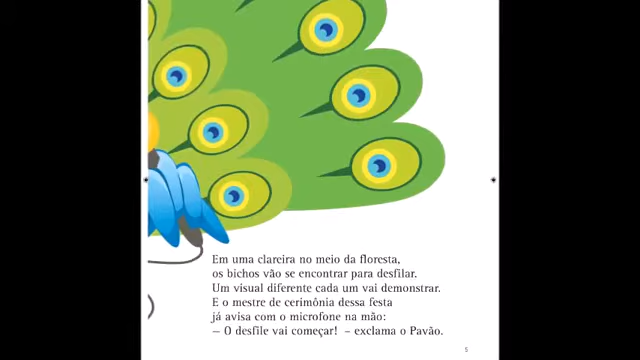 Em uma clareira no meio da floresta,
os bichos vão se encontrar para desfilar.
Um visual diferente cada um vai demonstrar.
E o mestre de cerimônia dessa festa
já avisa com o microfone na mão:
— O desfile vai começar! – exclama o Pavão.
5